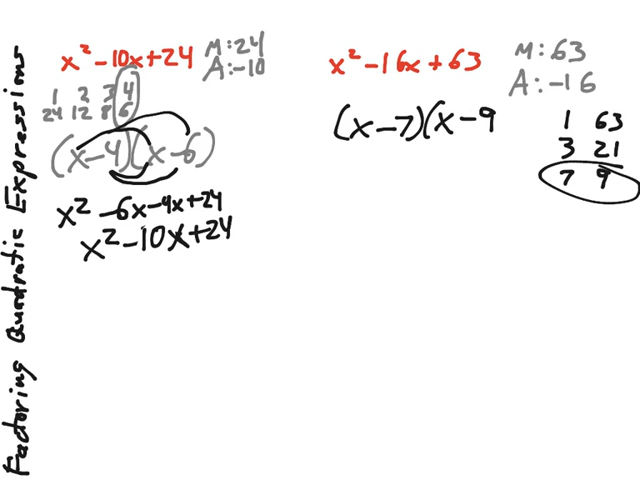 Factoring Quadratic Expressions
x² -10x+24
M:24
A:-10
1 2 3 4
24 12 8 6
(x-4)(x-6)
x² -6x-4x+24
x²-10x+24
x²-16x+63
M:63
A:-16
(x-7)(x-9
1 63
3 21
7 9